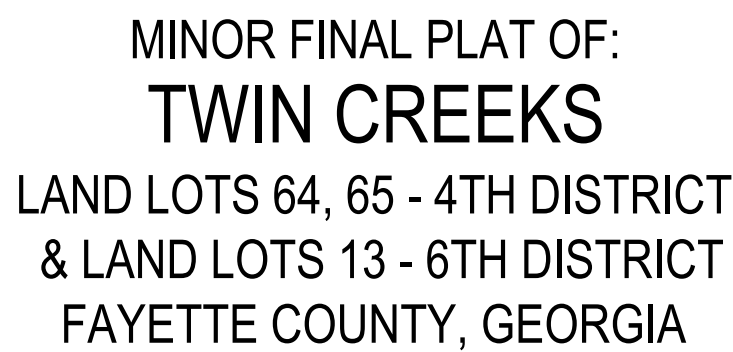 MINOR FINAL PLAT OF:
TWIN CREEKS
LAND LOTS 64, 65 - 4TH DISTRICT
& LAND LOTS 13 - 6TH DISTRICT
FAYETTE COUNTY, GEORGIA